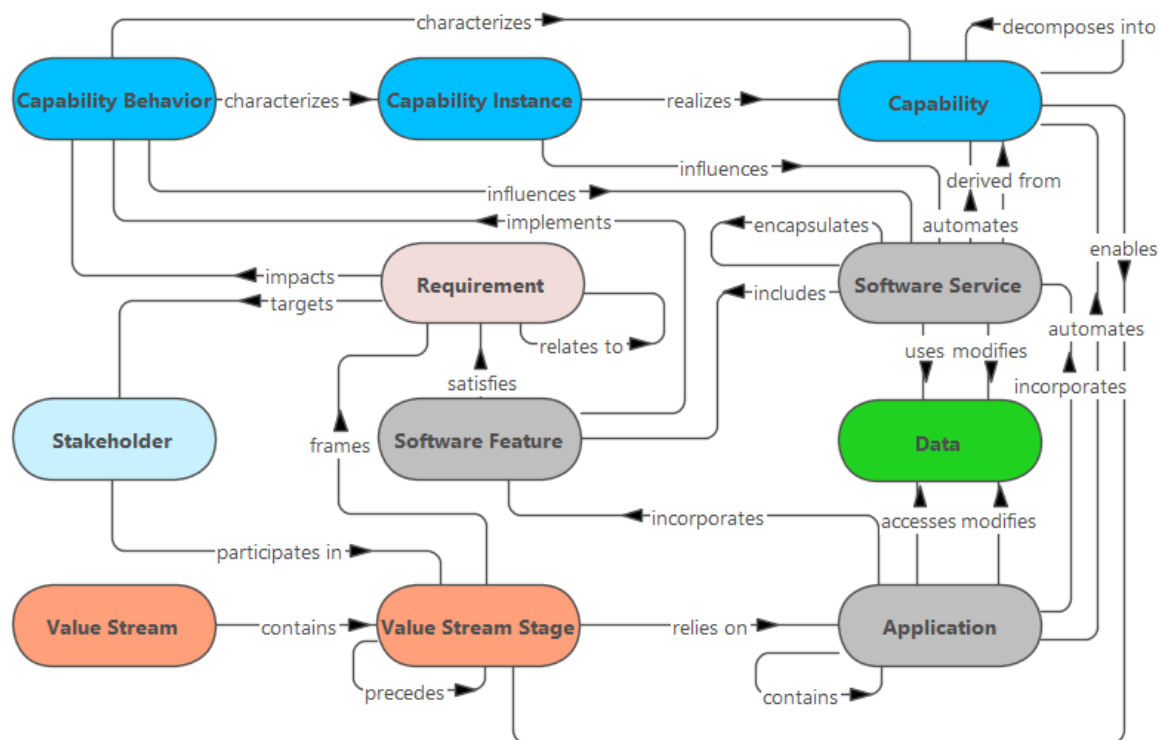 characterizes
decomposes into
Capability Behavior
characterizes
Capability Instance
realizes
Capability
influences
derived from
influences
implements
encapsulates
automates
enables
impacts
Requirement
Software Service
targets
includes
relates to
automates
uses
modifies
satisfies
incorporates
Stakeholder
frames
Software Feature
Data
incorporates
accesses
modifies
participates in
Value Stream
contains
Value Stream Stage
relies on
Application
precedes
contains